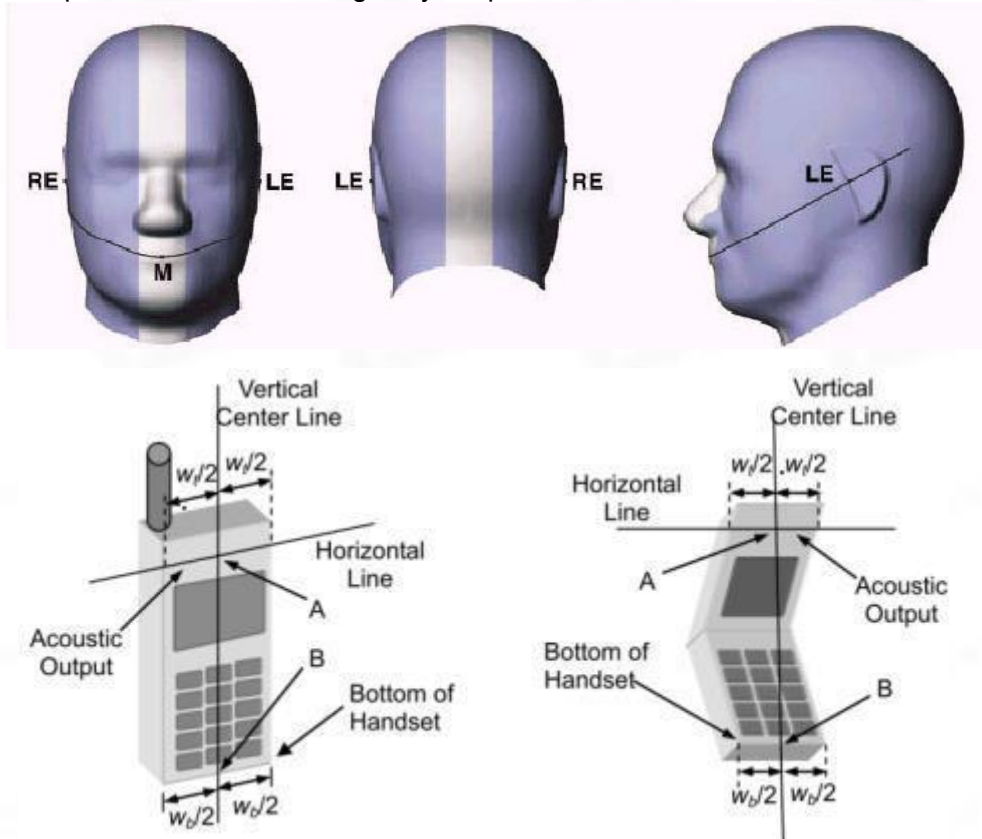 RE
LE
M
LE
RE
LE
Vertical
Center Line
wt/2
wt/2
Horizontal
Line
A
Acoustic
Output
B
Bottom of
Handset
wb/2
wb/2
Vertical
Center Line
wt/2
wt/2
Horizontal
Line
A
Acoustic
Output
Bottom of
Handset
B
wb/2
wb/2